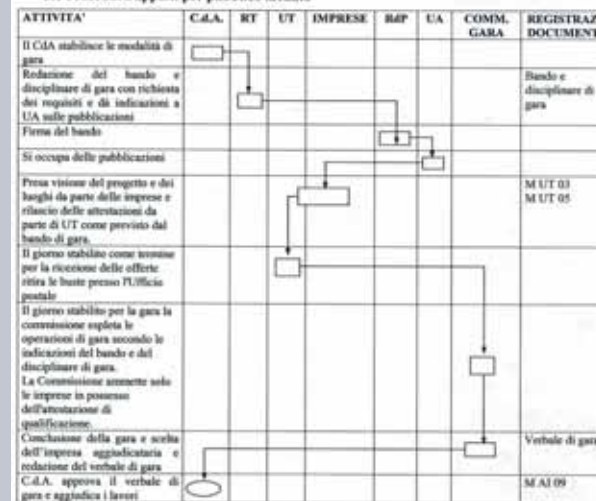 ATTIVITA' C.d.A. RT UT IMPRESE RdP UA COMM. GARA REGISTRAZ DOCUMENT
Il CdA stabilisce le modalità di
gara
Redazione del bando e
disciplinare di gara con richiesta
dei requisiti e dà indicazioni a
UA sulle pubblicazioni
Bando e
disciplinare di
gara
Firma del bando
Si occupa delle pubblicazioni
Presa visione del progetto e dei
luoghi da parte delle imprese e
rilascio delle attestazioni da
parte di UT come previsto dal
bando di gara.
M UT 03
M UT 05
Il giorno stabilito come termine
per la ricezione delle offerte
ritira le buste presso l'Ufficio
postale
Il giorno stabilito per la gara la
commissione espleta le
operazioni di gara secondo le
indicazioni del bando e del
disciplinare di gara.
La Commissione ammette solo
le imprese in possesso
dell'attestazione di
qualificazione.
Conclusione della gara e scelta
dell'impresa aggiudicataria e
redazione del verbale di gara
Verbale di gara
C.d.A. approva il verbale di
gara e aggiudica i lavori
M AI 09